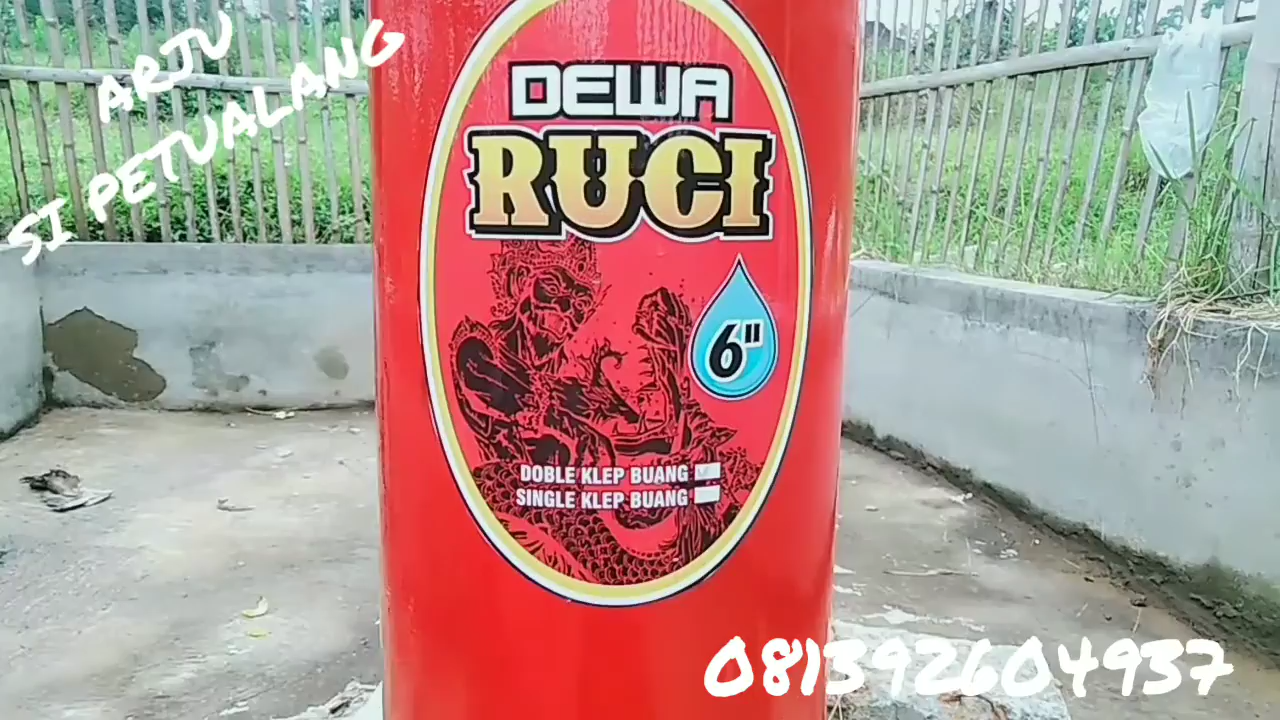 ARJU
SI PETUALANG
DEWA
RUCI
6"
DOBLE KLEP BUANG
SINGLE KLEP BUANG
081392604937